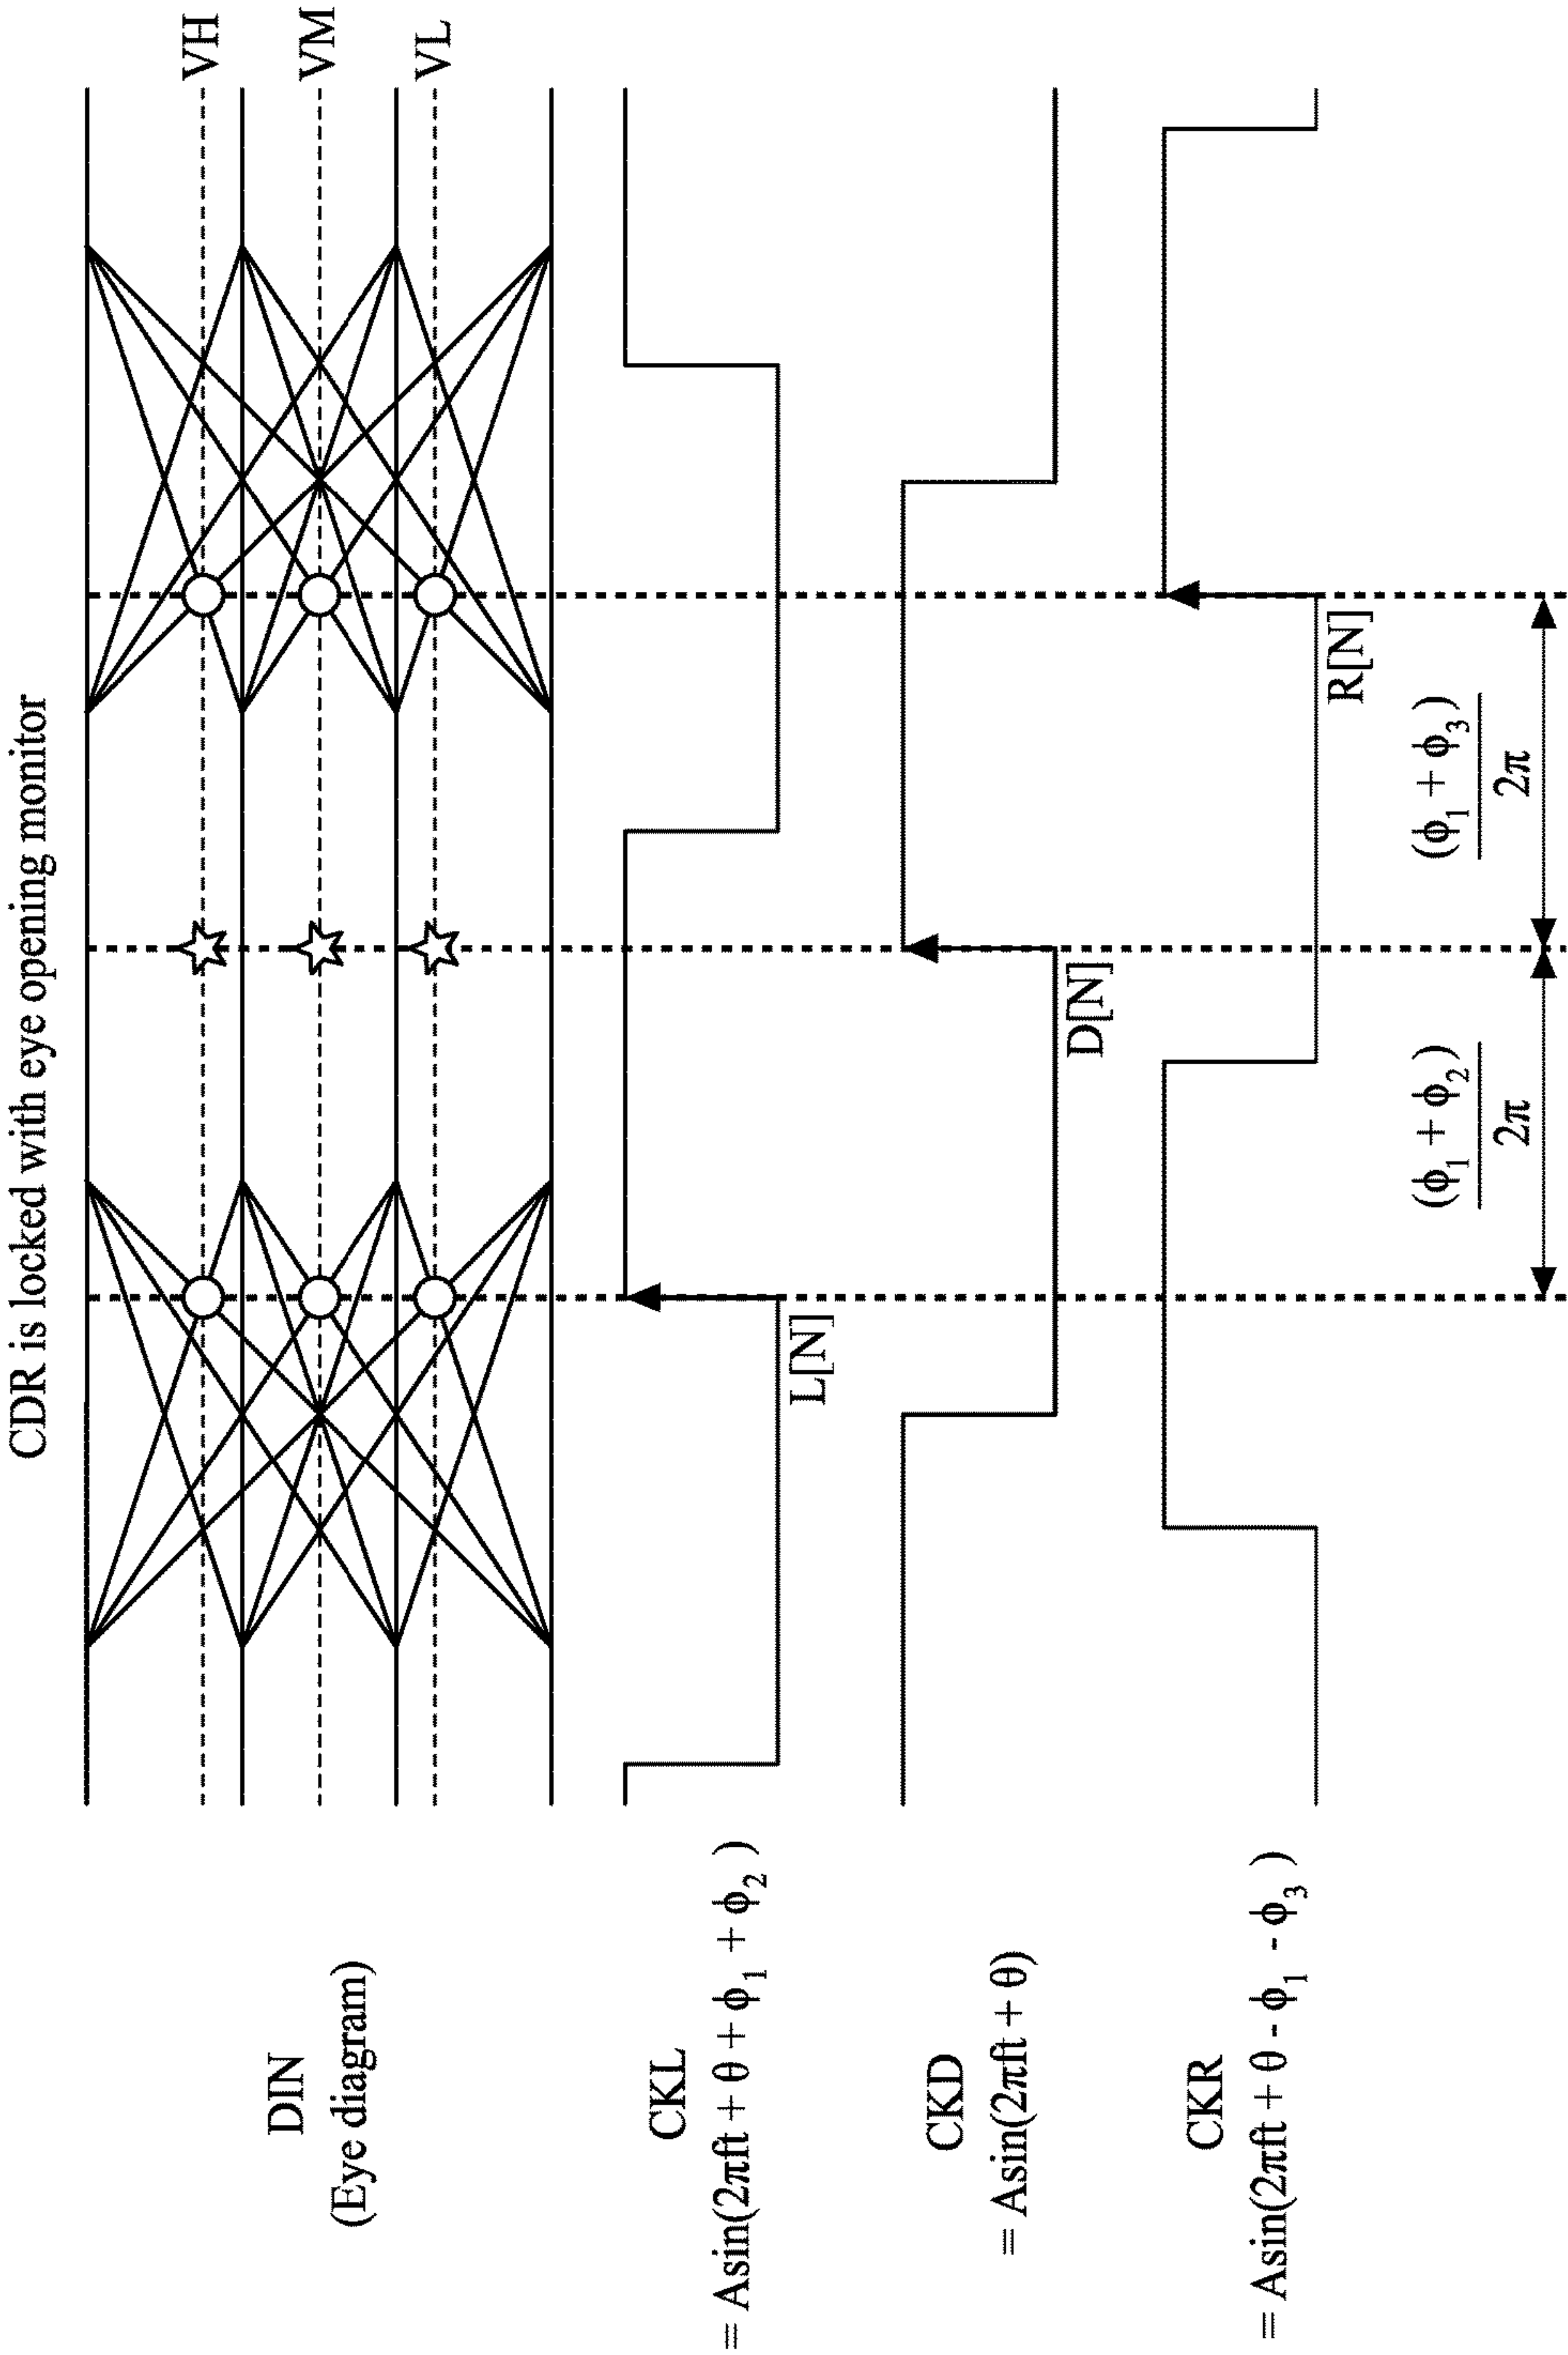 CDR is locked with eye opening monitor
DIN
(Eye diagram)
VH
VM
VL
CKL
= Asin(2πft + θ + ϕ₁ + ϕ₂ )
L[N]
CKD
= Asin(2πft + θ)
D[N]
CKR
= Asin(2πft + θ - ϕ₁ - ϕ₃ )
R[N]
(ϕ₁ + ϕ₂)
2π
(ϕ₁ + ϕ₃)
2π